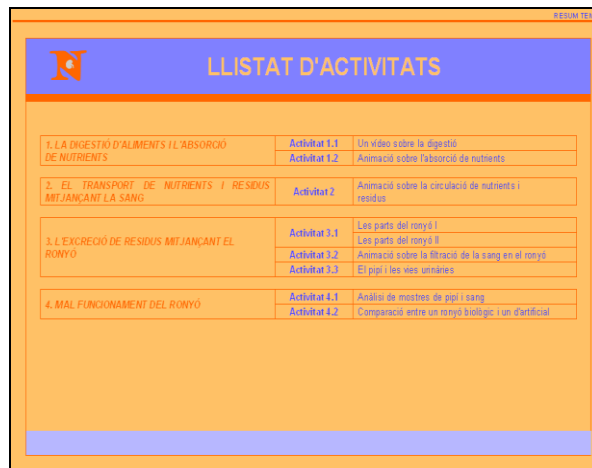 RESUM TEM
N
LLISTAT D'ACTIVITATS
1. LA DIGESTIÓ D'ALIMENTS I L'ABSORCIÓ
DE NUTRIENTS
Activitat 1.1 Un vídeo sobre la digestió
Activitat 1.2 Animació sobre l'absorció de nutrients
2. EL TRANSPORT DE NUTRIENTS I RESIDUS
MITJANÇANT LA SANG
Activitat 2 Animació sobre la circulació de nutrients i
residus
3. L'EXCRECIÓ DE RESIDUS MITJANÇANT EL
RONYÓ
Activitat 3.1 Les parts del ronyó I
Les parts del ronyó II
Activitat 3.2 Animació sobre la filtració de la sang en el ronyó
Activitat 3.3 El pipí i les vies urinàries
4. MAL FUNCIONAMENT DEL RONYÓ
Activitat 4.1 Anàlisi de mostres de pipí i sang
Activitat 4.2 Comparació entre un ronyó biològic i un d'artificial